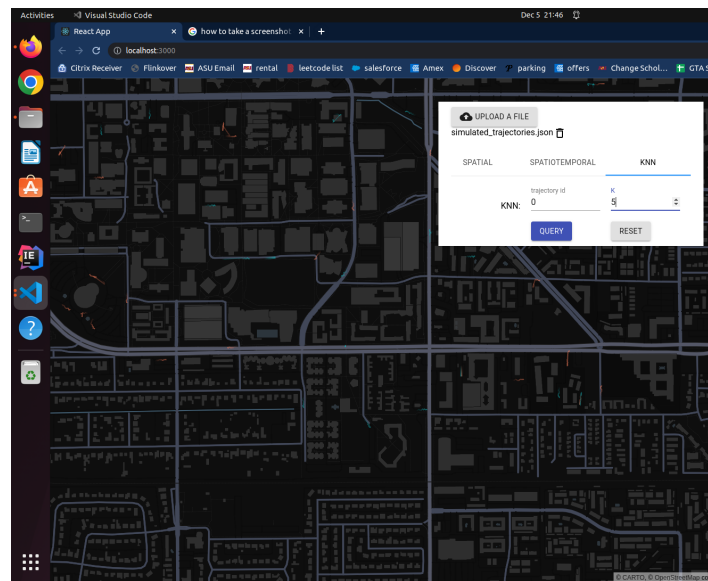 Activities
Visual Studio Code
Dec 5 21:46
React App
how to take a screenshot
localhost:3000
Citrix Receiver
Flinkover
ASU Email
rental
leetcode list
salesforce
Amex
Discover
parking
offers
Change Schol...
GTA
UPLOAD A FILE
simulated_trajectories.json
SPATIAL
SPATIOTEMPORAL
KNN
KNN:
trajectory id
0
K
5
QUERY
RESET
© CARTO, © OpenStreetMap